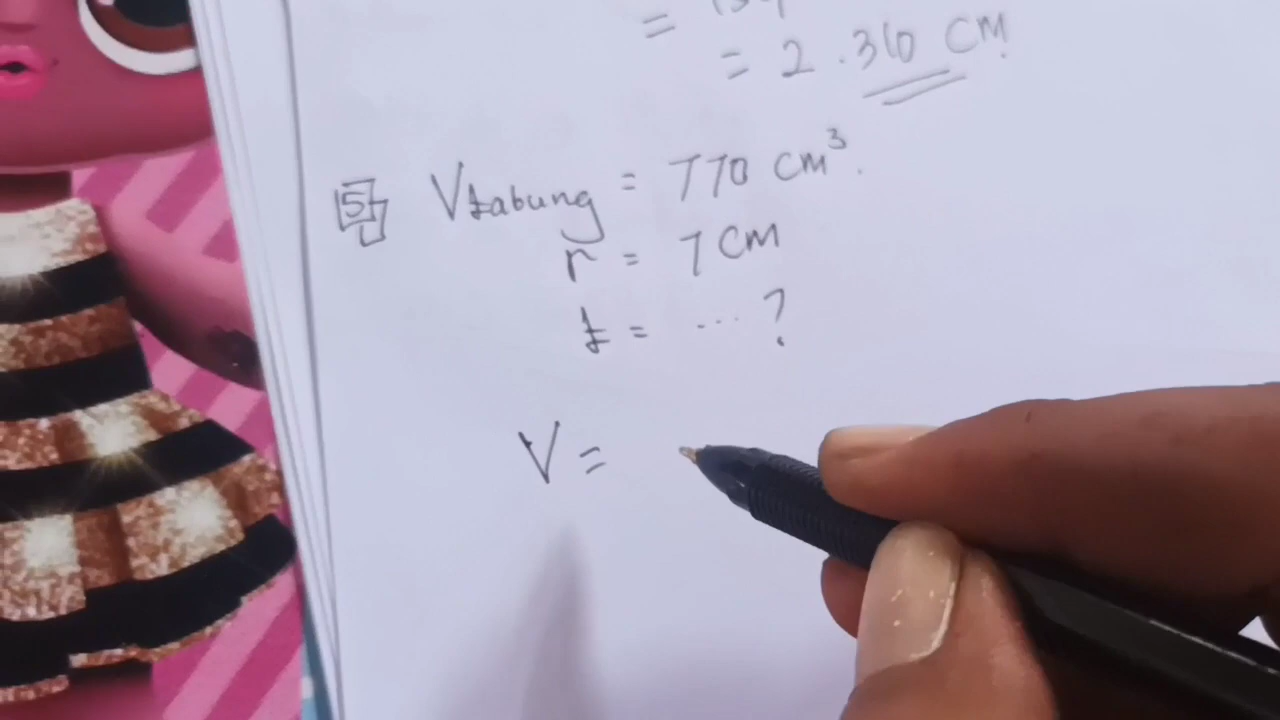 =
= 2.310 CM
5 Vtabung = 770 cm³.
r = 7 CM
t = ... ?
V =